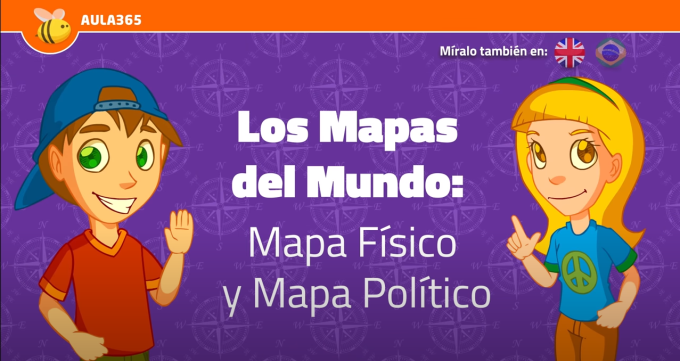 AULA365
Míralo también en:
Los Mapas
del Mundo:
Mapa Físico
y Mapa Político